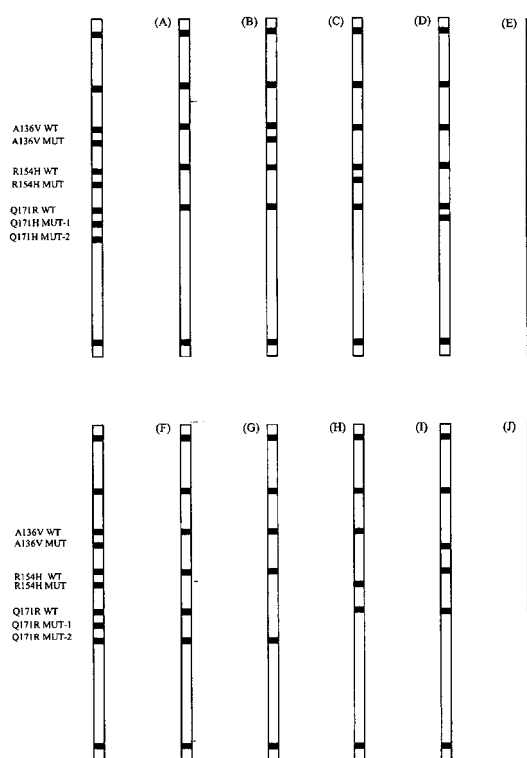 (A) (B) (C) (D) (E)
A136V WT
A136V MUT
R154H WT
R154H MUT
Q171R WT
Q171H MUT-1
Q171H MUT-2
(F) (G) (H) (I) (J)
A136V WT
A136V MUT
R154H WT
R154H MUT
Q171R WT
Q171R MUT-1
Q171R MUT-2